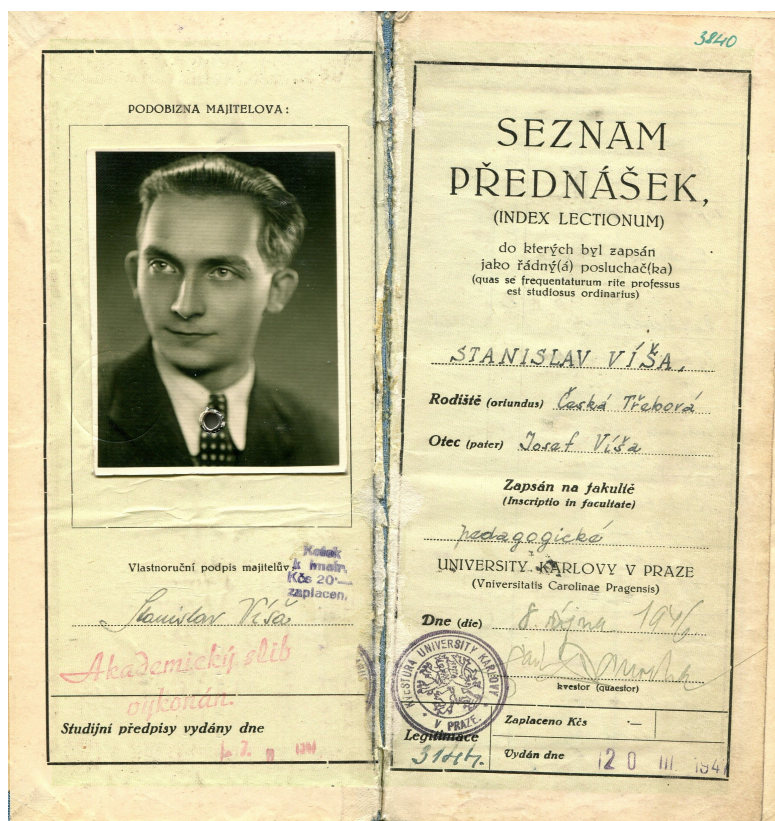 PODOBIZNA MAJITELOVA:
Kolek
k imatr.
Kčs 20·—
zaplacen.
Vlastnoruční podpis majitelův
Stanislav Víša
Akademický slib
vykonán.
Studijní předpisy vydány dne
3840
SEZNAM
PŘEDNÁŠEK,
(INDEX LECTIONUM)
do kterých byl zapsán
jako řádný(á) posluchač(ka)
(quas se frequentaturum rite professus
est studiosus ordinarius)
STANISLAV VÍŠA,
Rodiště (oriundus) Česká Třebová
Otec (pater) Josef Víša
Zapsán na fakultě
(Inscriptio in facultate)
pedagogické
UNIVERSITY KARLOVY V PRAZE
(Vniversitatis Carolinae Pragensis)
Dne (die) 8. října
kvestor (quaestor)
KVESTURA UNIVERSITY KARLOVY
V PRAZE.
Legitimace
Zaplaceno Kčs ·—
Vydán dne 20 III 194